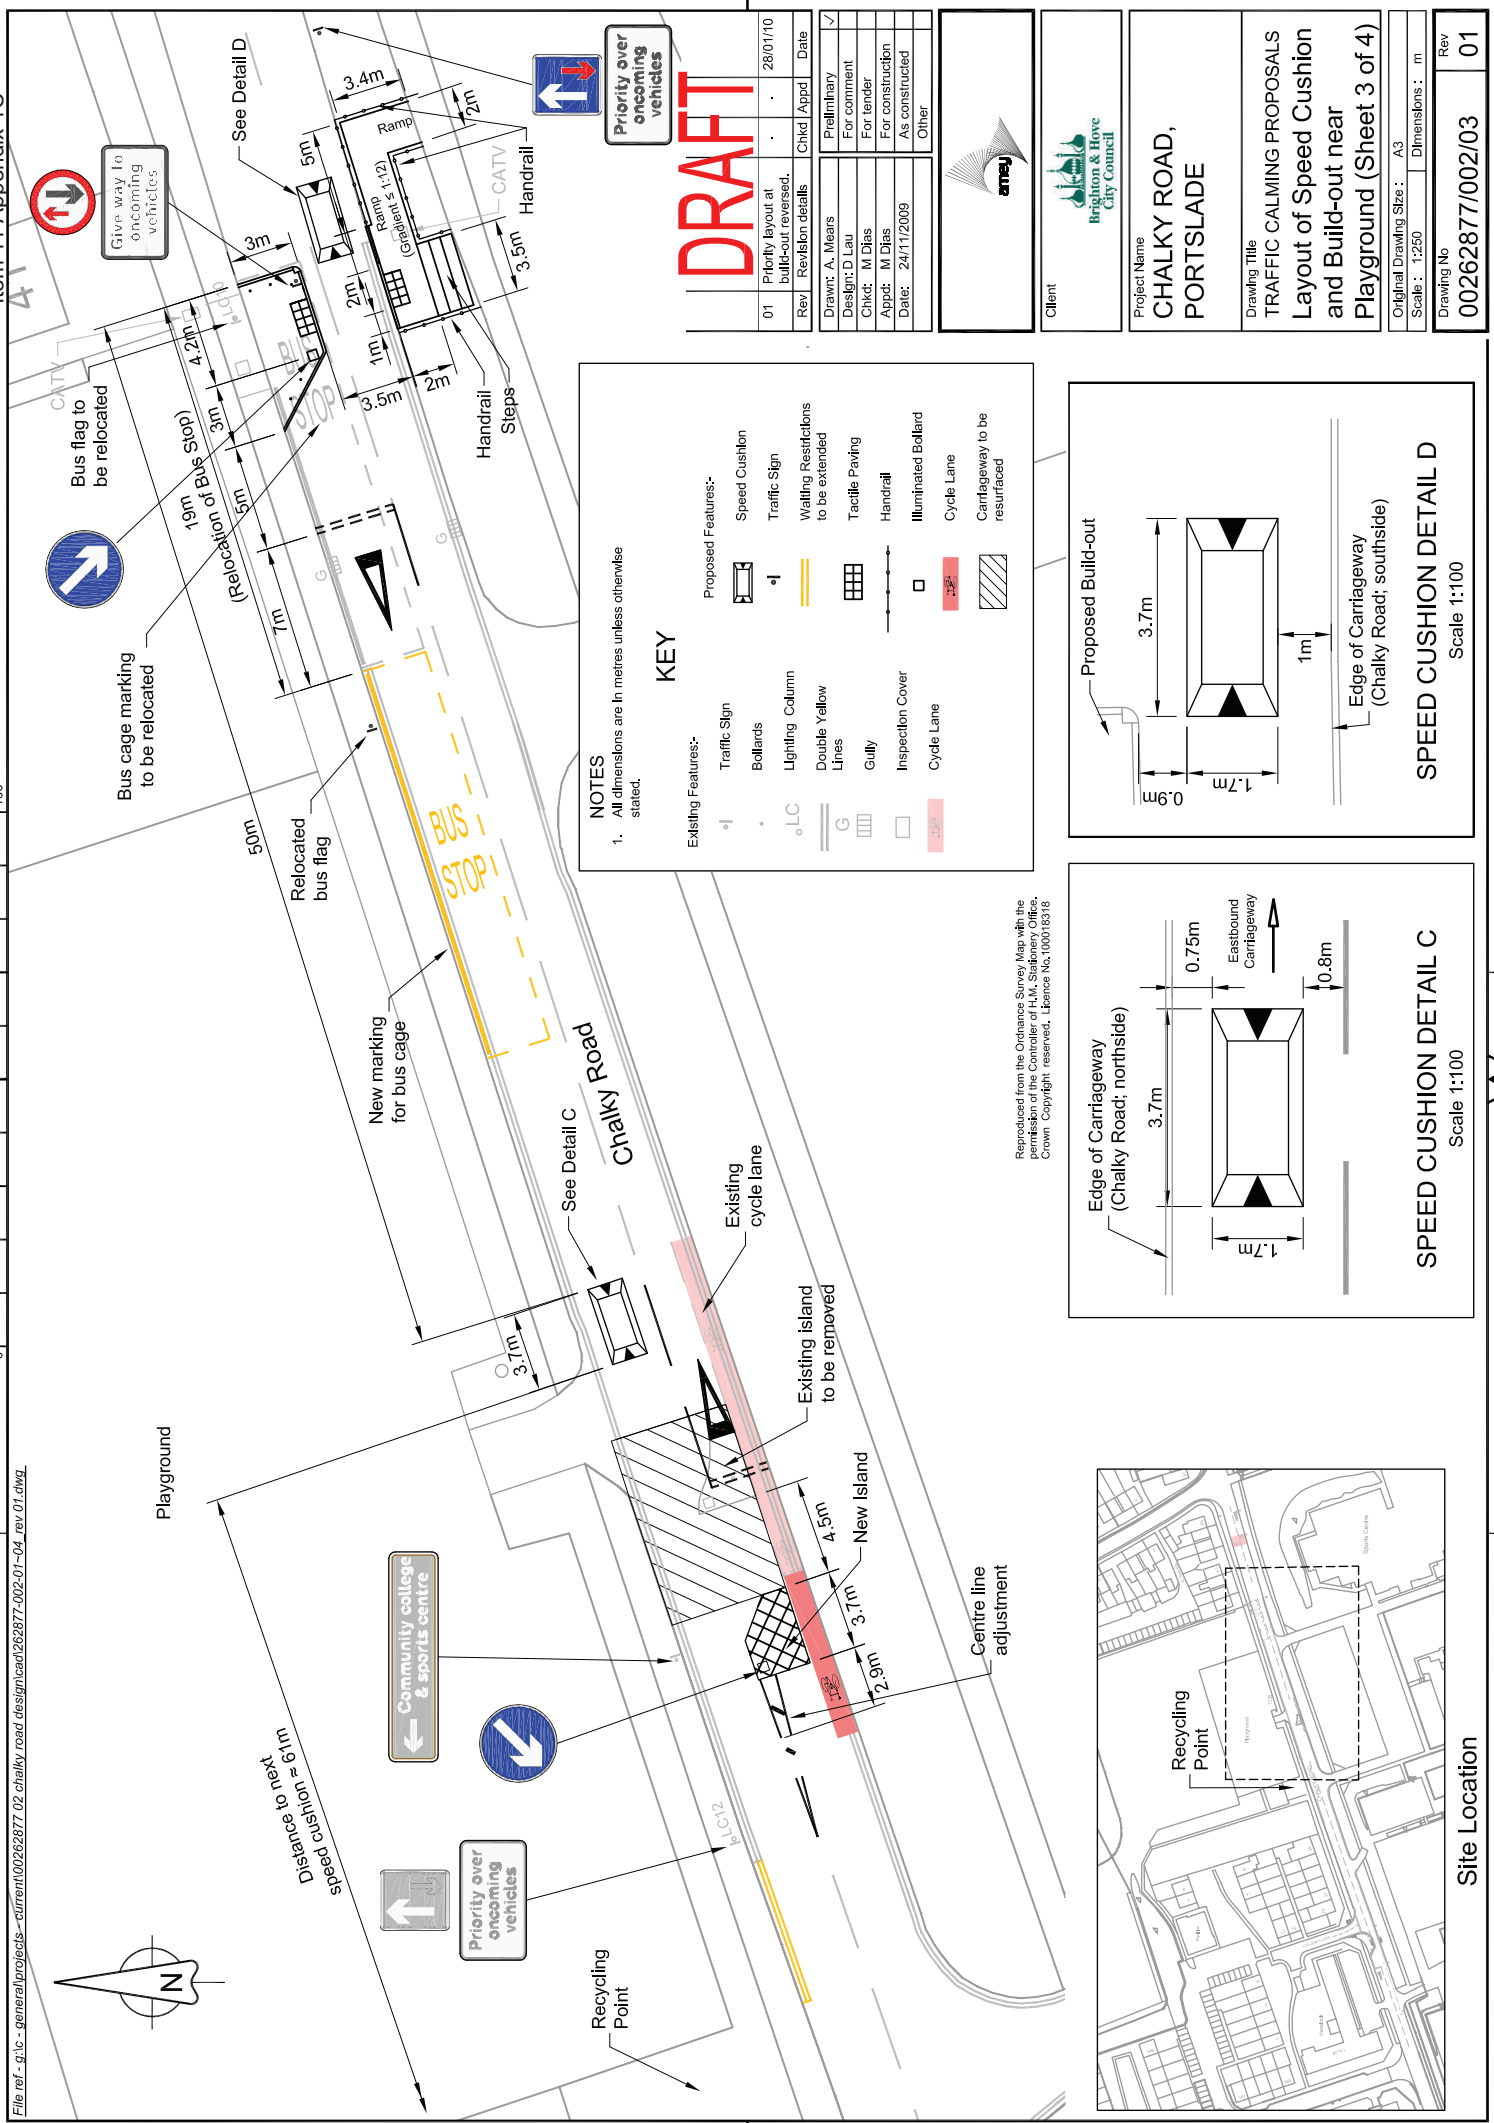 File ref - g:\c - general\projects - current\00262877 02 chalky road design\cad\262877-002-01~04_rev 01.dwg
N
Distance to next
speed cushion ≈ 61m
Playground
Recycling
Point
Priority over
oncoming
vehicles
Community college
& sports centre
LC12
3.7m
50m
See Detail C
Chalky Road
Existing
cycle lane
Existing island
to be removed
New Island
4.5m
3.7m
2.9m
Centre line
adjustment
New marking
for bus cage
BUS
STOP
Relocated
bus flag
Bus cage marking
to be relocated
7m
5m
3m
4.2m
19m
(Relocation of Bus Stop)
Bus flag to
be relocated
CATV
LC10
41
G
G
BUS
STOP
Give way to
oncoming
vehicles
3m
See Detail D
5m
3.4m
2m
Ramp
Ramp
(Gradient ≤ 1:12)
CATV
Handrail
3.5m
2m
1m
3.5m
2m
Handrail
Steps
Priority over
oncoming
vehicles
NOTES
1. All dimensions are in metres unless otherwise
stated.
KEY
Existing Features:-
Traffic Sign
Bollards
LC
Lighting Column
Double Yellow
Lines
G
Gully
Inspection Cover
Cycle Lane
Proposed Features:-
Speed Cushion
Traffic Sign
Waiting Restrictions
to be extended
Tactile Paving
Handrail
Illuminated Bollard
Cycle Lane
Carriageway to be
resurfaced
Reproduced from the Ordnance Survey Map with the
permission of the Controller of H.M. Stationery Office.
Crown Copyright reserved. Licence No.100018318
Recycling
Point
Playground
Sports Centre
Site Location
Edge of Carriageway
(Chalky Road; northside)
3.7m
0.75m
Eastbound
Carriageway
1.7m
0.8m
SPEED CUSHION DETAIL C
Scale 1:100
Proposed Build-out
3.7m
0.9m
1.7m
1m
Edge of Carriageway
(Chalky Road; southside)
SPEED CUSHION DETAIL D
Scale 1:100
DRAFT
01 Priority layout at
build-out reversed. . . 28/01/10
Rev Revision details Chkd Appd Date
Drawn: A. Mears
Design: D Lau
Chkd: M Dias
Appd: M Dias
Date: 24/11/2009
Preliminary ✓
For comment
For tender
For construction
As constructed
Other
amey
Client
Brighton & Hove
City Council
Project Name
CHALKY ROAD,
PORTSLADE
Drawing Title
TRAFFIC CALMING PROPOSALS
Layout of Speed Cushion
and Build-out near
Playground (Sheet 3 of 4)
Original Drawing Size : A3
Scale : 1:250 Dimensions : m
Drawing No Rev
00262877/002/03 01